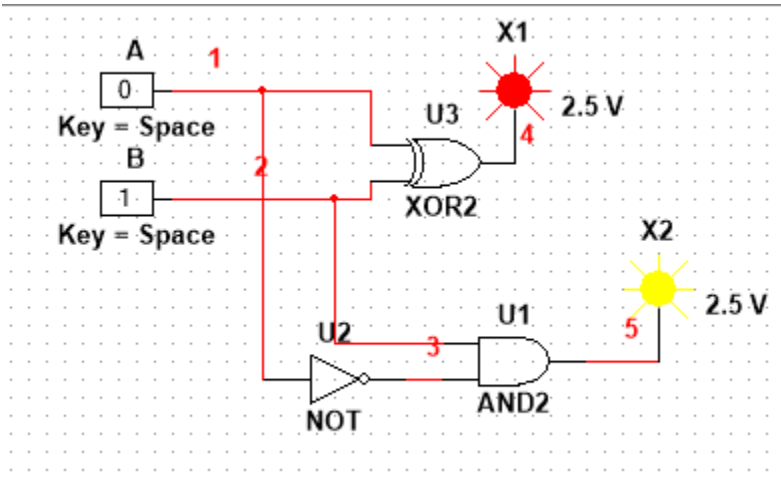 X1
A
1
0
2.5 V
U3
Key = Space
4
B
2
1
XOR2
Key = Space
X2
2.5 V
U1
5
U2
3
AND2
NOT